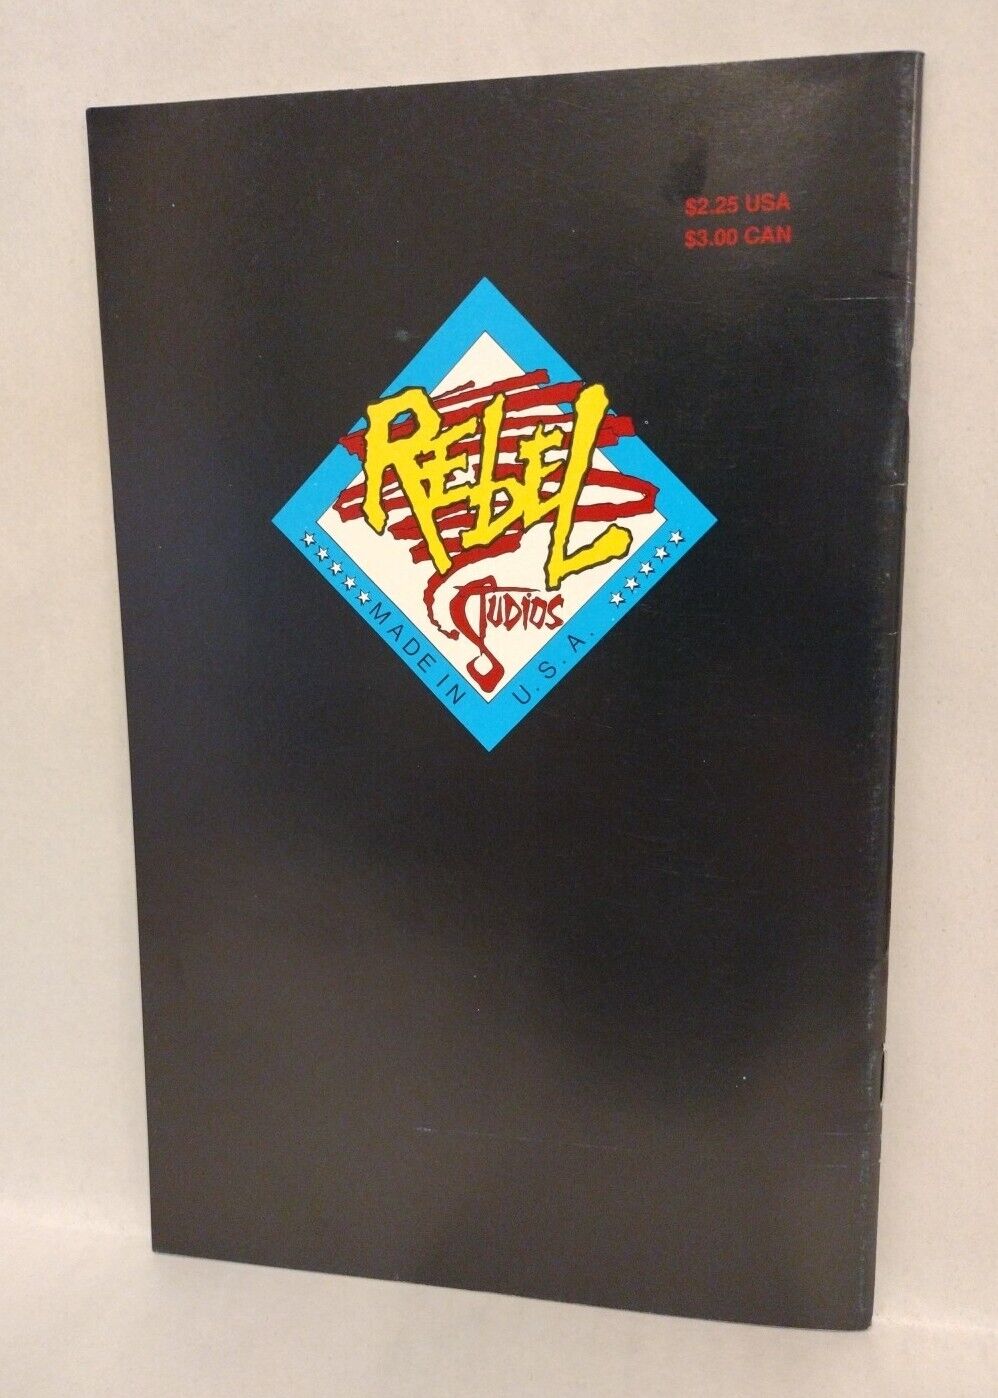 $2.25 USA
$3.00 CAN
REBEL
STUDIOS
MADE IN
U.S.A.